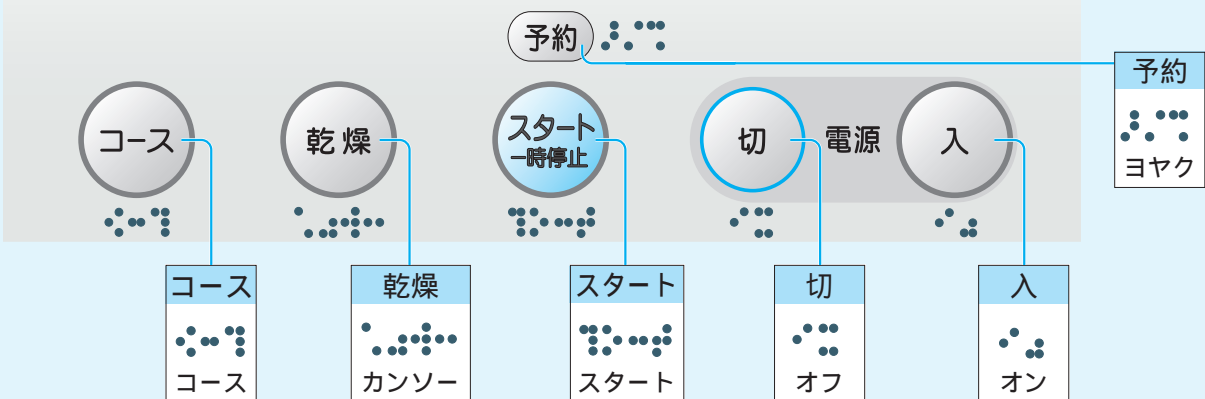 予約
⠜⠌⠩
予約
⠜⠌⠩
ヨヤク
コース
乾燥
スタート
一時停止
切
電源
入
⠪⠒⠹
⠡⠴⠺⠒
⠹⠕⠒⠞
⠊⠭
⠊⠴
コース
⠪⠒⠹
コース
乾燥
⠡⠴⠺⠒
カンソー
スタート
⠹⠕⠒⠞
スタート
切
⠊⠭
オフ
入
⠊⠴
オン